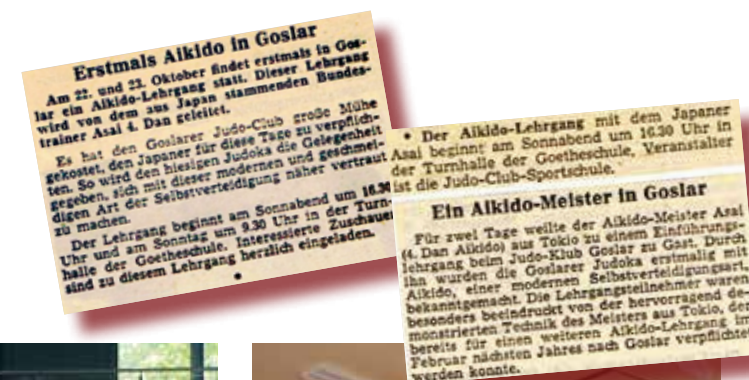 Erstmals Aikido in Goslar
Am 22. und 23. Oktober findet erstmals in Gos-
lar ein Aikido-Lehrgang statt. Dieser Lehrgang
wird von dem aus Japan stammenden Bundes-
trainer Asai 4. Dan geleitet.
Es hat den Goslarer Judo-Club große Mühe
gekostet, den Japaner für diese Tage zu verpflich-
ten. So wird den hiesigen Judoka die Gelegenheit
gegeben, sich mit dieser modernen und geschmei-
digen Art der Selbstverteidigung näher vertraut
zu machen.
Der Lehrgang beginnt am Sonnabend um 16.30
Uhr und am Sonntag um 9.30 Uhr in der Turn-
halle der Goetheschule. Interessierte Zuschauer
sind zu diesem Lehrgang herzlich eingeladen.
•
• Der Aikido-Lehrgang mit dem Japaner
Asai beginnt am Sonnabend um 16.30 Uhr in
der Turnhalle der Goetheschule. Veranstalter
ist die Judo-Club-Sportschule.
Ein Aikido-Meister in Goslar
Für zwei Tage weilte der Aikido-Meister Asai
(4. Dan Aikido) aus Tokio zu einem Einführungs-
lehrgang beim Judo-Klub Goslar zu Gast. Durch
ihn wurden die Goslarer Judoka erstmalig mit
Aikido, einer modernen Selbstverteidigungsart,
bekanntgemacht. Die Lehrgangsteilnehmer waren
besonders beeindruckt von der hervorragend de-
monstrierten Technik des Meisters aus Tokio, der
bereits für einen weiteren Aikido-Lehrgang im
Februar nächsten Jahres nach Goslar verpflichtet
werden konnte.